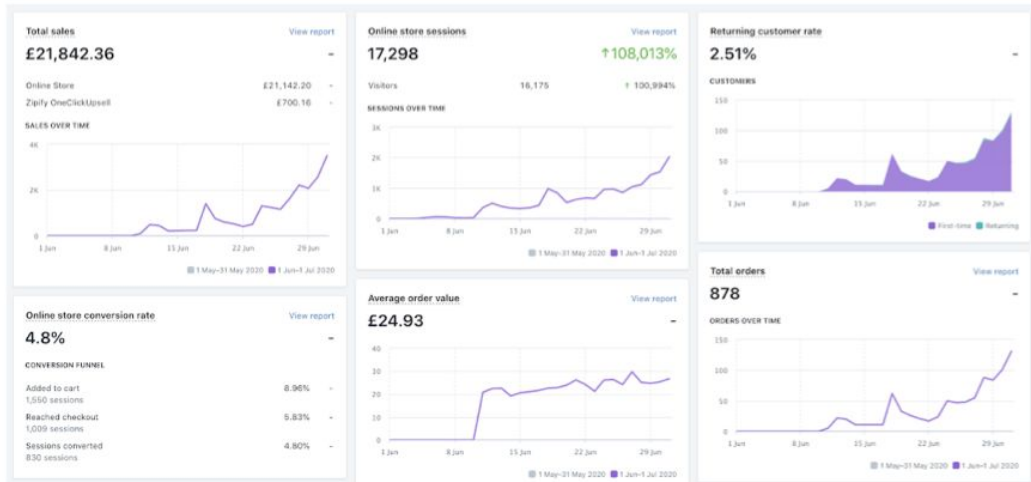 Total sales View report
£21,842.36 -
Online Store £21,142.20 -
Zipify OneClickUpsell £700.16 -
SALES OVER TIME
4K
2K
0
1 Jun 8 Jun 15 Jun 22 Jun 29 Jun
1 May–31 May 2020 1 Jun–1 Jul 2020
Online store conversion rate View report
4.8% -
CONVERSION FUNNEL
Added to cart 8.96% -
1,550 sessions
Reached checkout 5.83% -
1,009 sessions
Sessions converted 4.80% -
830 sessions
Online store sessions View report
17,298 ↑108,013%
Visitors 16,175 ↑ 100,994%
SESSIONS OVER TIME
3K
2K
1K
0
1 Jun 8 Jun 15 Jun 22 Jun 29 Jun
1 May–31 May 2020 1 Jun–1 Jul 2020
Average order value View report
£24.93 -
40
30
20
10
0
1 Jun 8 Jun 15 Jun 22 Jun 29 Jun
1 May–31 May 2020 1 Jun–1 Jul 2020
Returning customer rate View report
2.51% -
CUSTOMERS
150
100
50
0
1 Jun 8 Jun 15 Jun 22 Jun 29 Jun
First-time Returning
Total orders View report
878 -
ORDERS OVER TIME
150
100
50
0
1 Jun 8 Jun 15 Jun 22 Jun 29 Jun
1 May–31 May 2020 1 Jun–1 Jul 2020